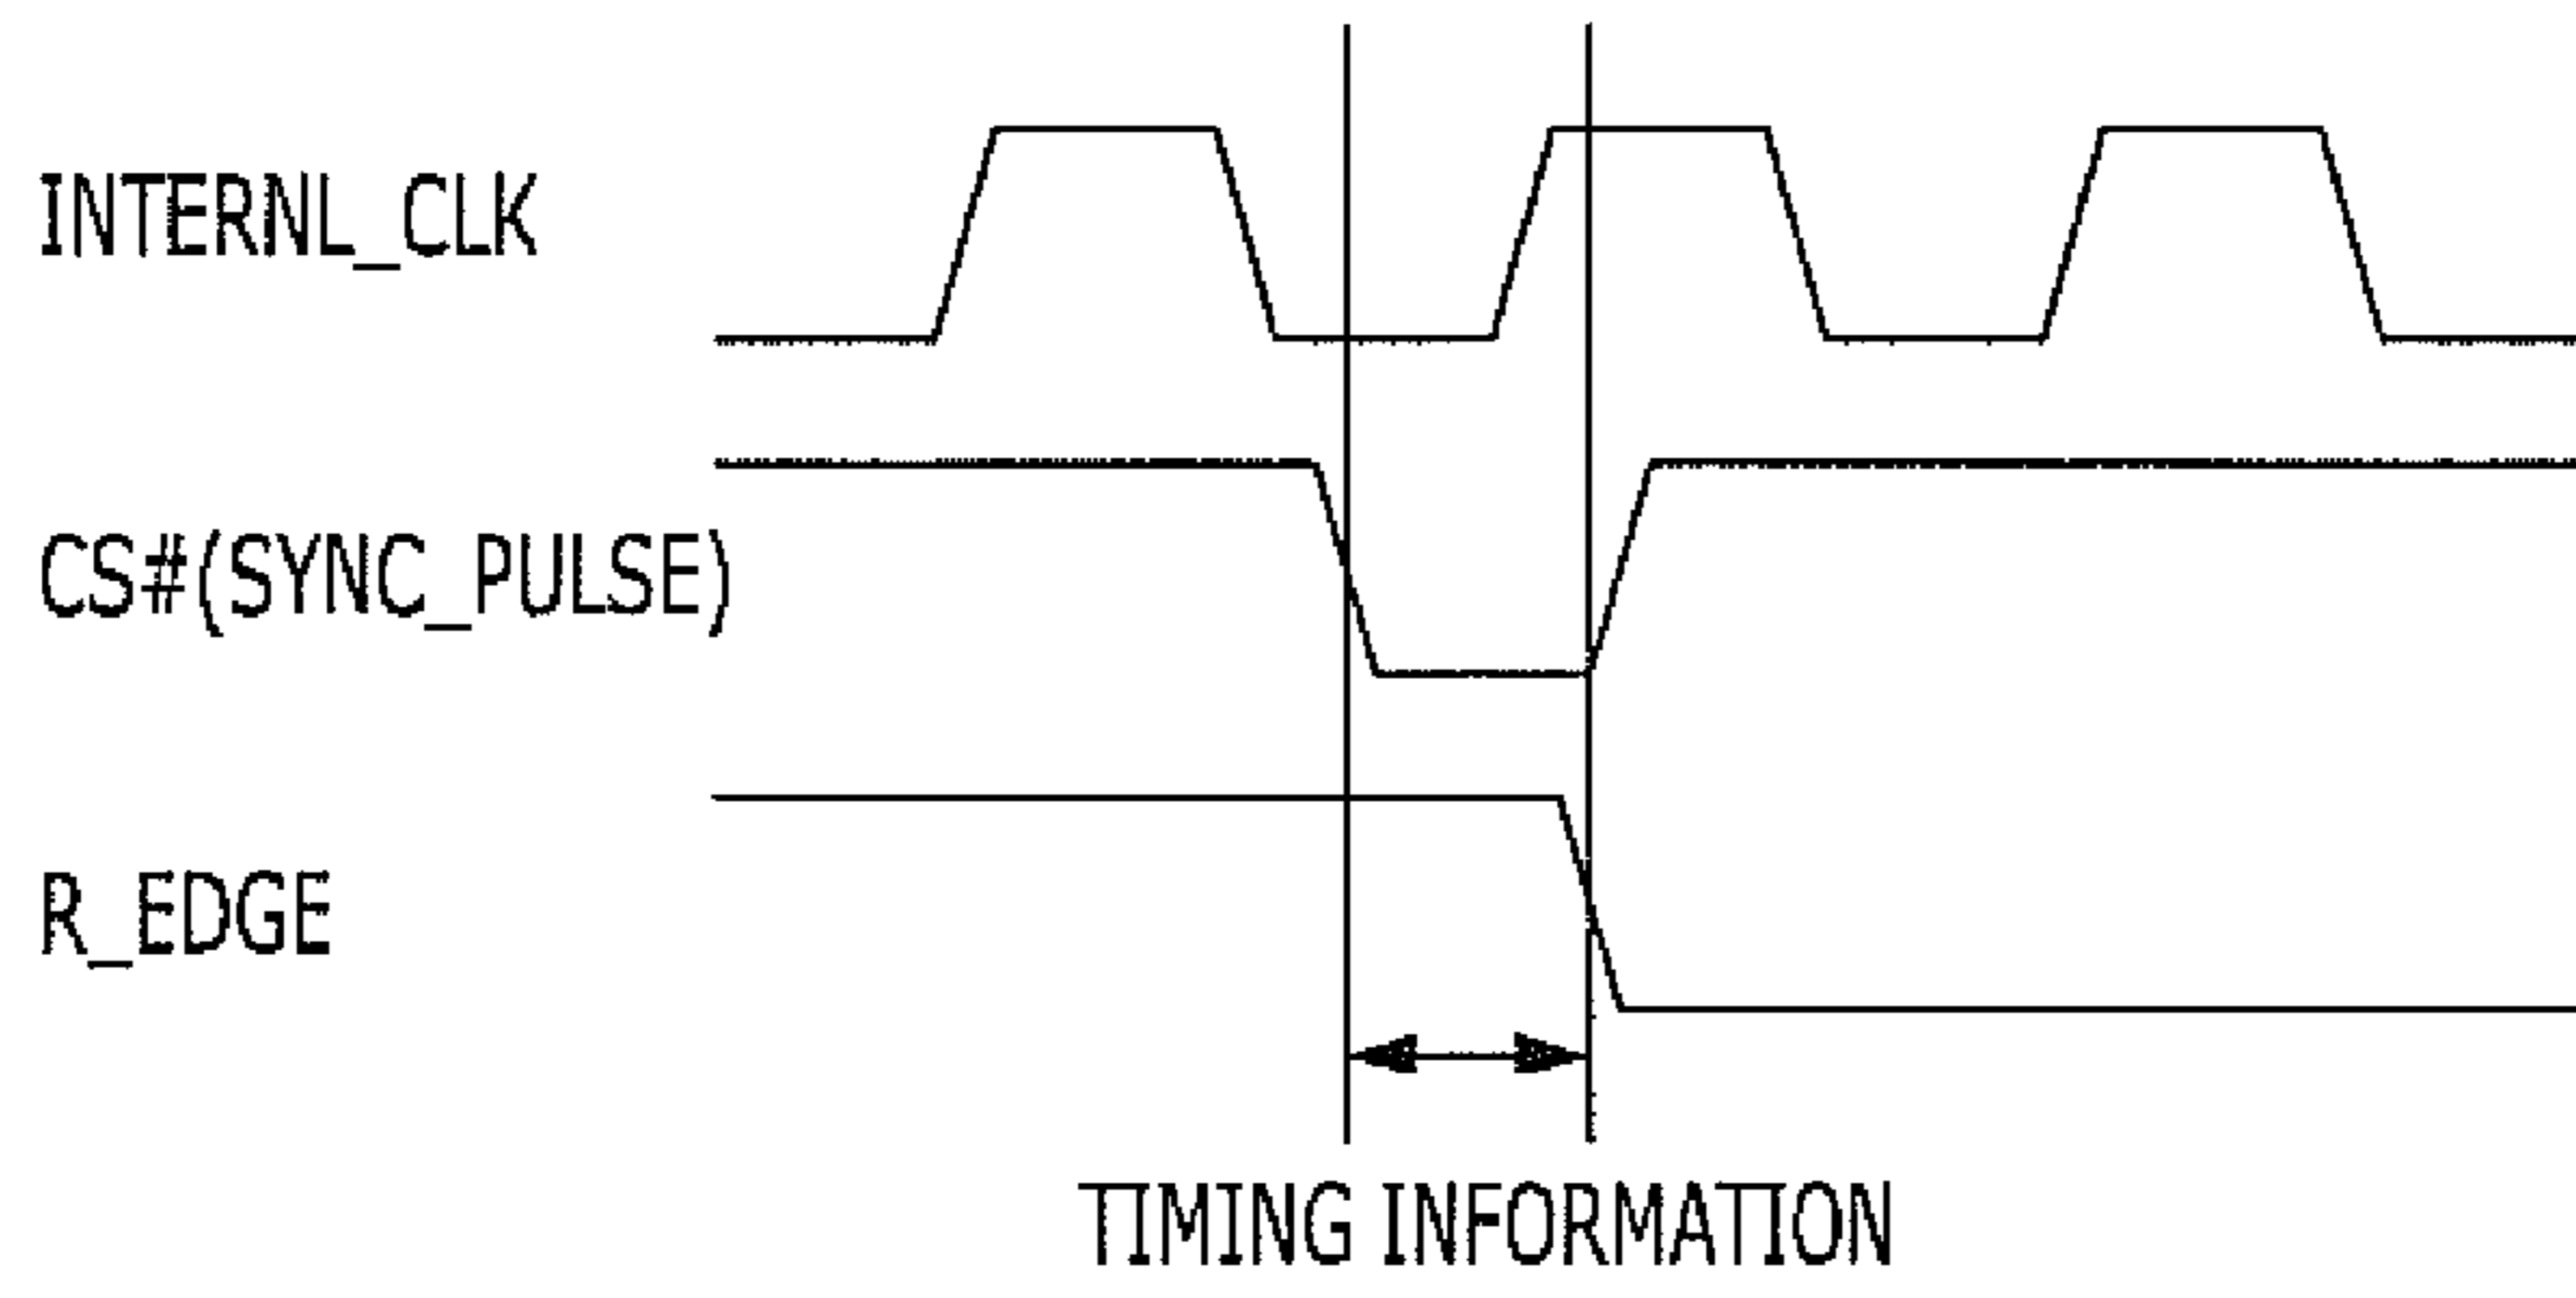 INTERNL_CLK
CS#(SYNC_PULSE)
R_EDGE
TIMING INFORMATION